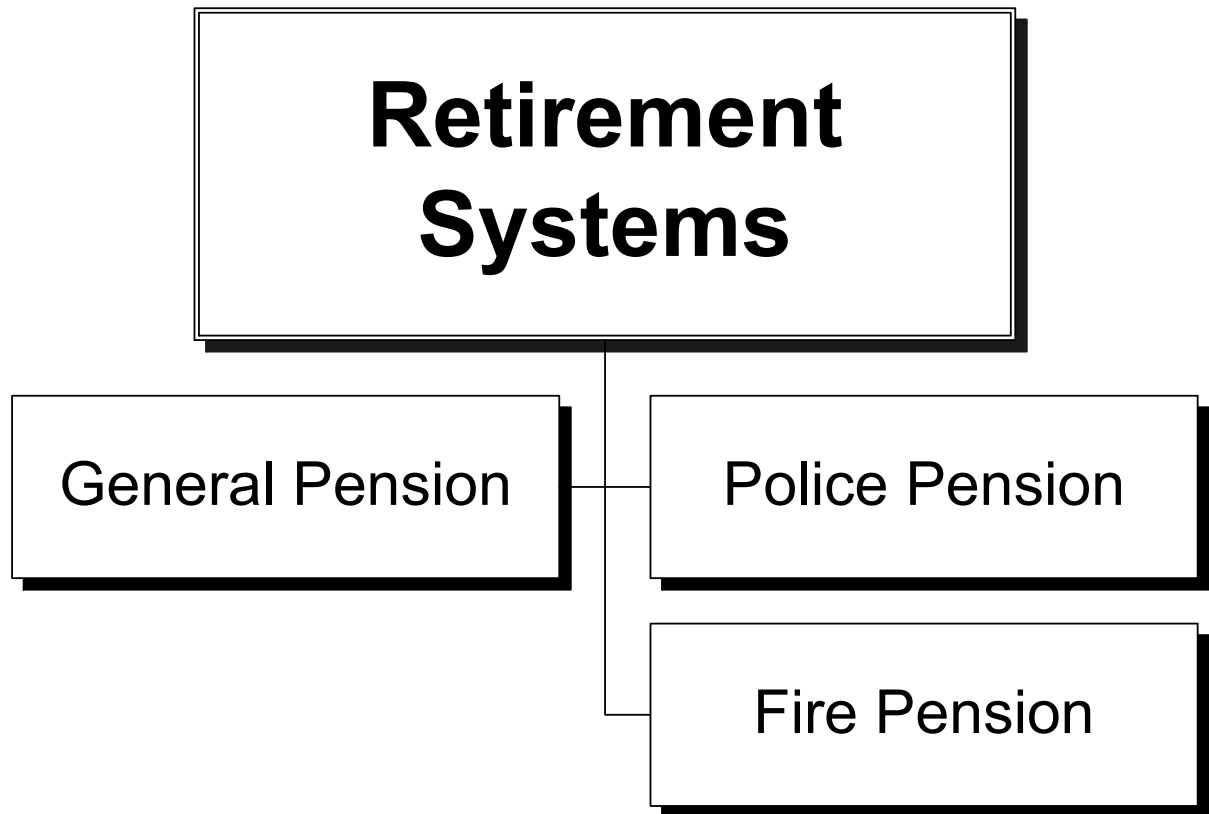 Retirement
Systems
General Pension
Police Pension
Fire Pension